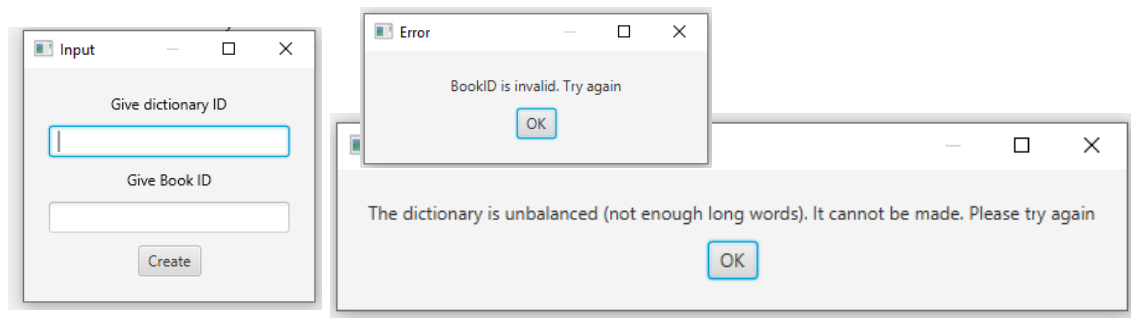 Input
Give dictionary ID
Give Book ID
Create
Error
BookID is invalid. Try again
OK
The dictionary is unbalanced (not enough long words). It cannot be made. Please try again
OK